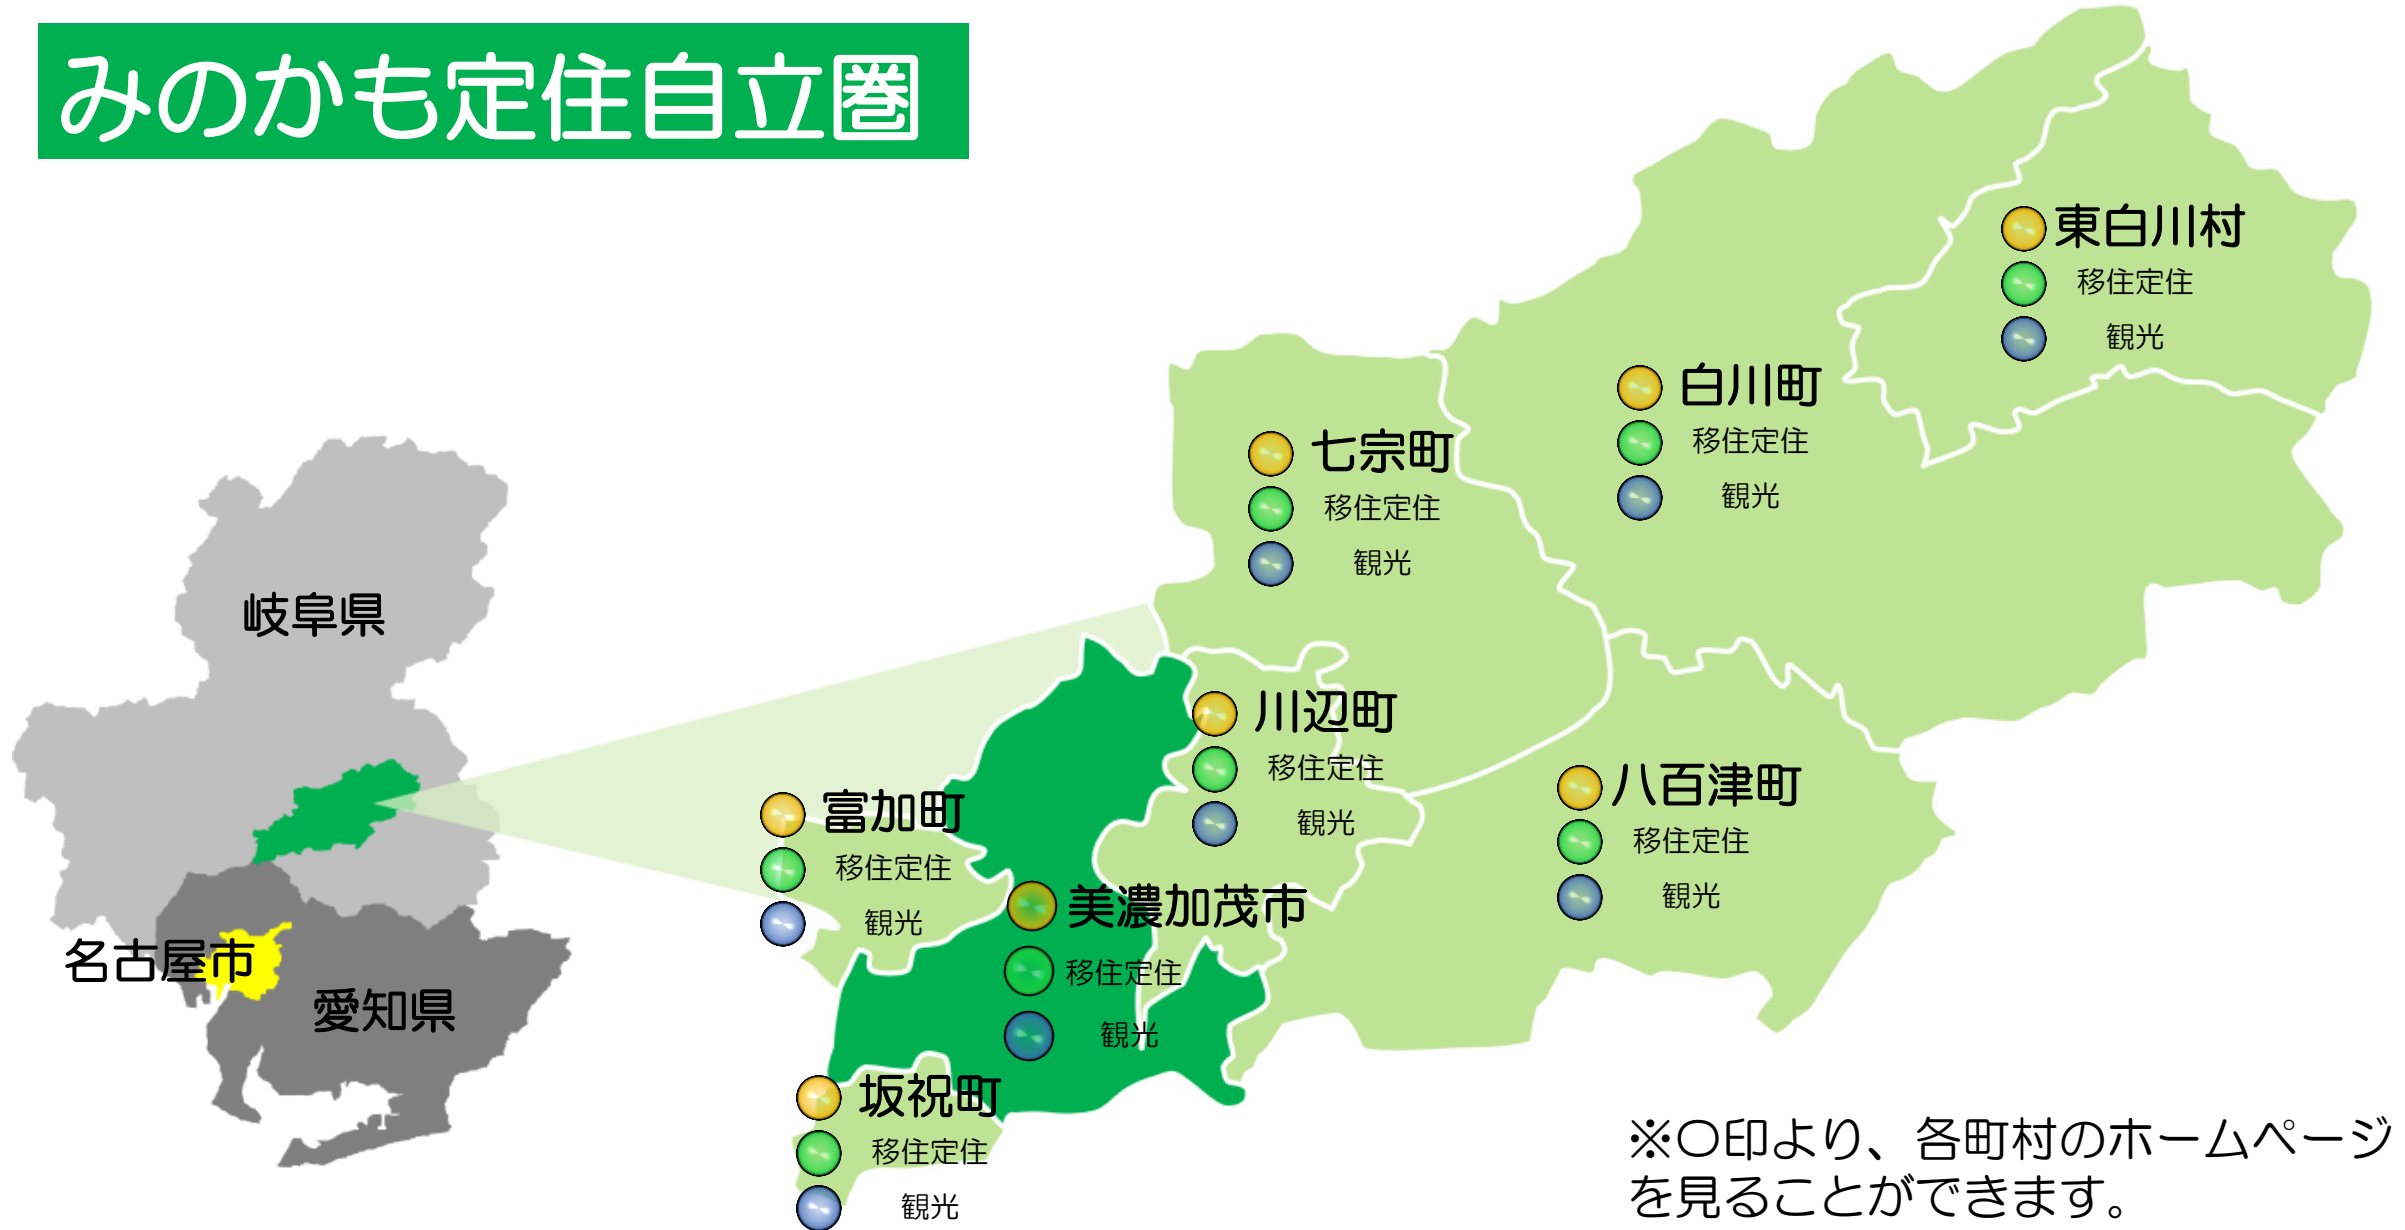 みのかも定住自立圏
東白川村
移住定住
観光
白川町
移住定住
観光
七宗町
移住定住
観光
岐阜県
川辺町
移住定住
観光
八百津町
移住定住
観光
富加町
移住定住
観光
美濃加茂市
移住定住
観光
名古屋市
愛知県
坂祝町
移住定住
観光
※〇印より、各町村のホームページ
を見ることができます。